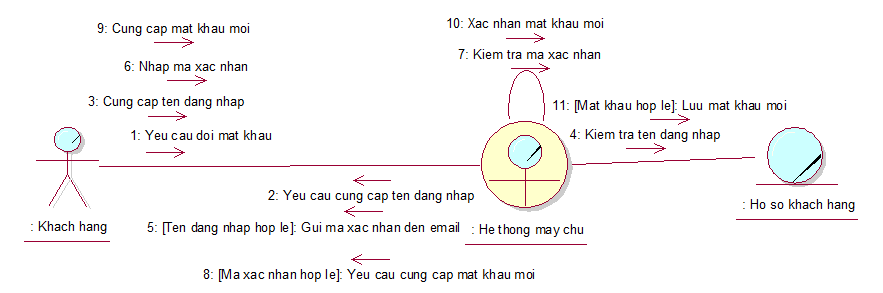 9: Cung cap mat khau moi
10: Xac nhan mat khau moi
7: Kiem tra ma xac nhan
6: Nhap ma xac nhan
3: Cung cap ten dang nhap
11: [Mat khau hop le]: Luu mat khau moi
1: Yeu cau doi mat khau
4: Kiem tra ten dang nhap
2: Yeu cau cung cap ten dang nhap
: Ho so khach hang
: Khach hang
5: [Ten dang nhap hop le]: Gui ma xac nhan den email
: He thong may chu
8: [Ma xac nhan hop le]: Yeu cau cung cap mat khau moi